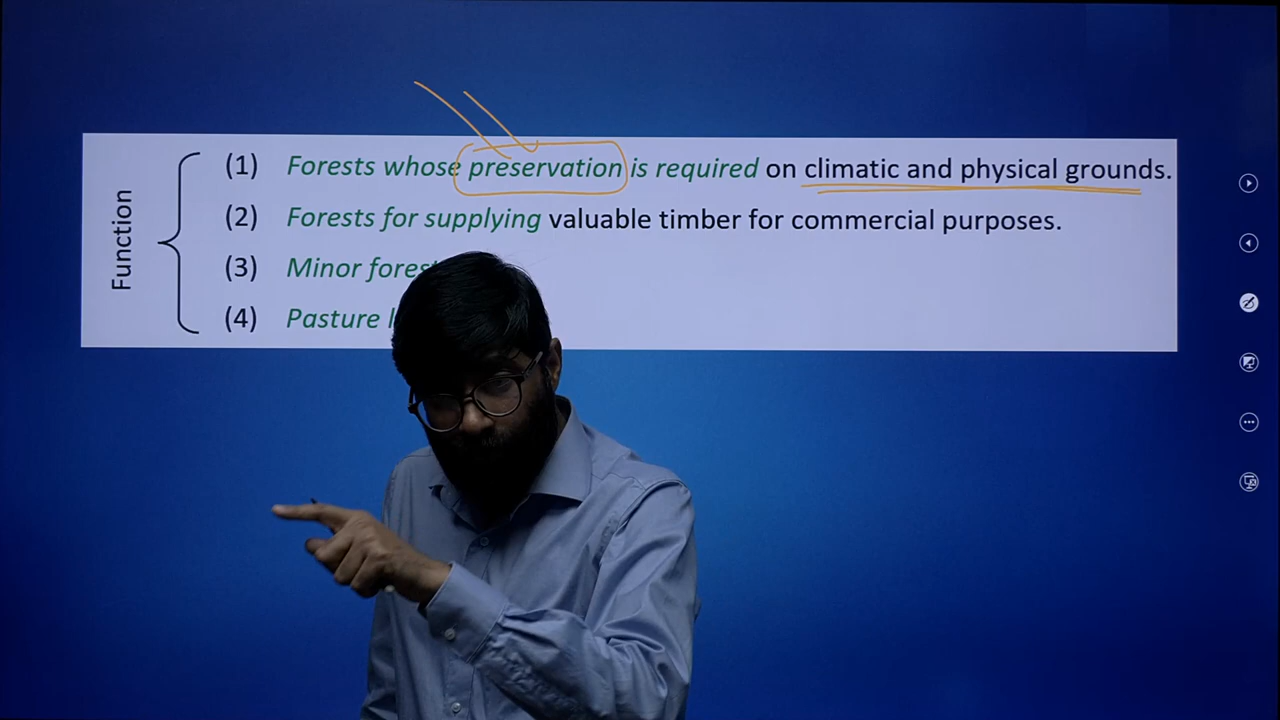 Function
(1) Forests whose preservation is required on climatic and physical grounds.
(2) Forests for supplying valuable timber for commercial purposes.
(3) Minor
(4) Pasture